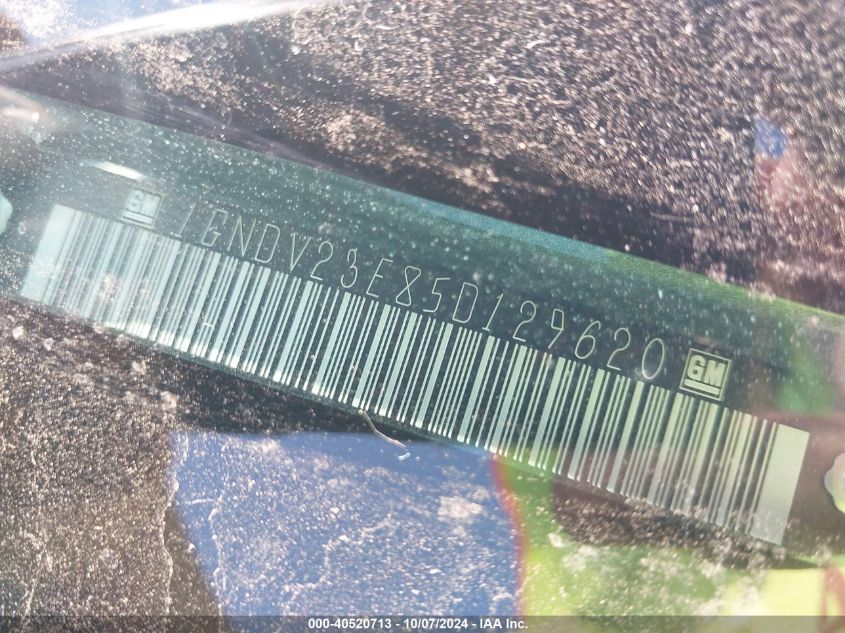 GM 1GNDV23E85D129620 GM
000-40520713 - 10/07/2024 - IAA Inc.